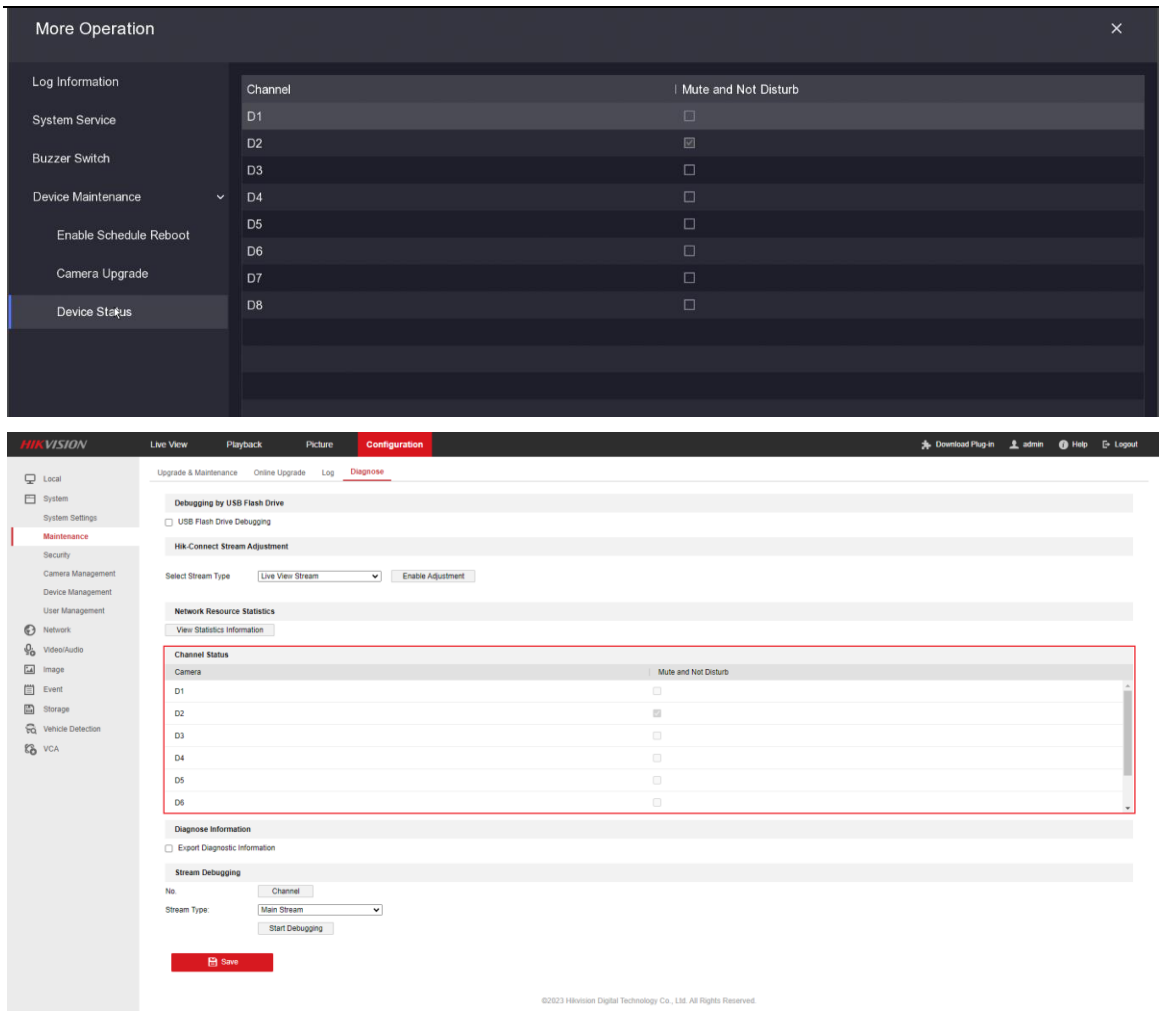 More Operation
Log Information
System Service
Buzzer Switch
Device Maintenance
Enable Schedule Reboot
Camera Upgrade
Device Status
Channel Mute and Not Disturb
D1
D2
D3
D4
D5
D6
D7
D8
HIKVISION Live View Playback Picture Configuration Download Plug-in admin Help Logout
Local
System
System Settings
Maintenance
Security
Camera Management
Device Management
User Management
Network
Video/Audio
Image
Event
Storage
Vehicle Detection
VCA
Upgrade & Maintenance Online Upgrade Log Diagnose
Debugging by USB Flash Drive
USB Flash Drive Debugging
Hik-Connect Stream Adjustment
Select Stream Type Live View Stream Enable Adjustment
Network Resource Statistics
View Statistics Information
Channel Status
Camera Mute and Not Disturb
D1
D2
D3
D4
D5
D6
Diagnose Information
Export Diagnostic Information
Stream Debugging
No. Channel
Stream Type: Main Stream
Start Debugging
Save
©2023 Hikvision Digital Technology Co., Ltd. All Rights Reserved.